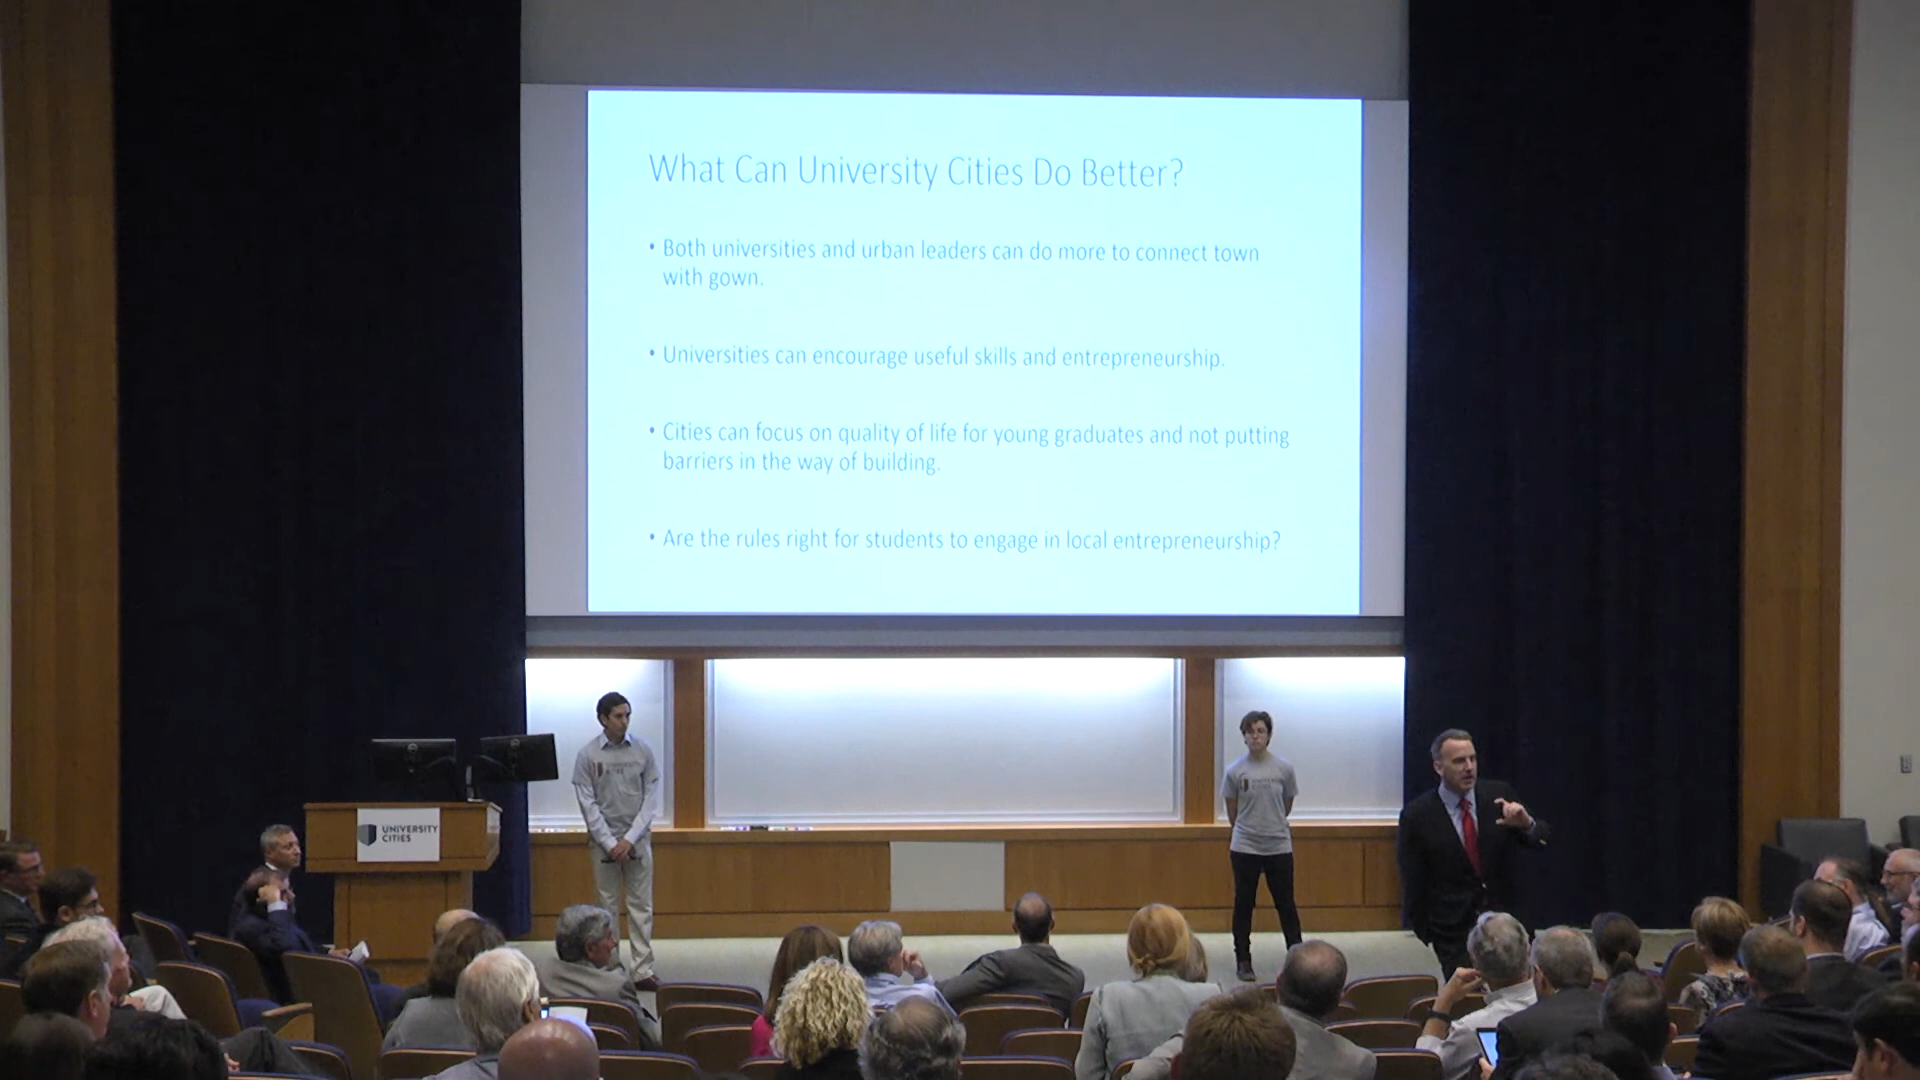 What Can University Cities Do Better?
• Both universities and urban leaders can do more to connect town
with gown.
• Universities can encourage useful skills and entrepreneurship.
• Cities can focus on quality of life for young graduates and not putting
barriers in the way of building.
• Are the rules right for students to engage in local entrepreneurship?
UNIVERSITY
CITIES